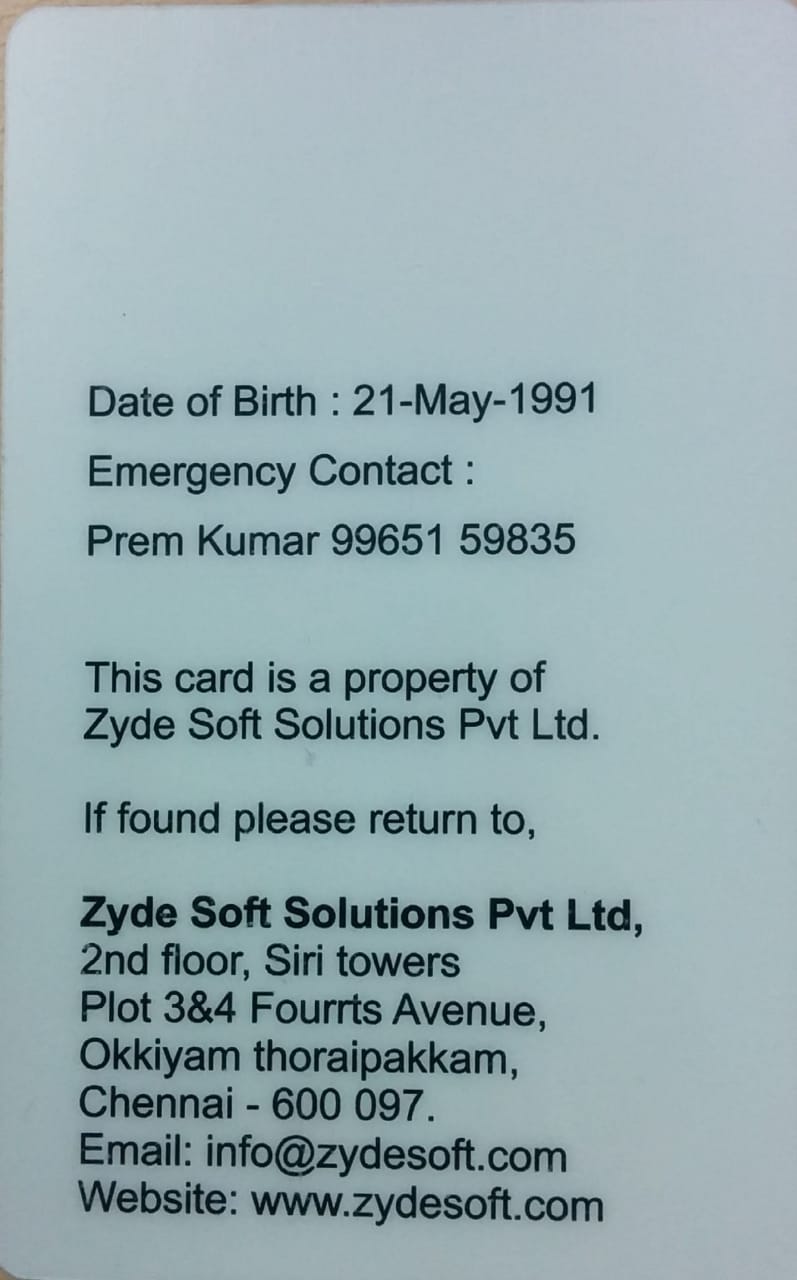 Date of Birth : 21-May-1991
Emergency Contact :
Prem Kumar 99651 59835
This card is a property of
Zyde Soft Solutions Pvt Ltd.
If found please return to,
Zyde Soft Solutions Pvt Ltd,
2nd floor, Siri towers
Plot 3&4 Fourrts Avenue,
Okkiyam thoraipakkam,
Chennai - 600 097.
Email: info@zydesoft.com
Website: www.zydesoft.com